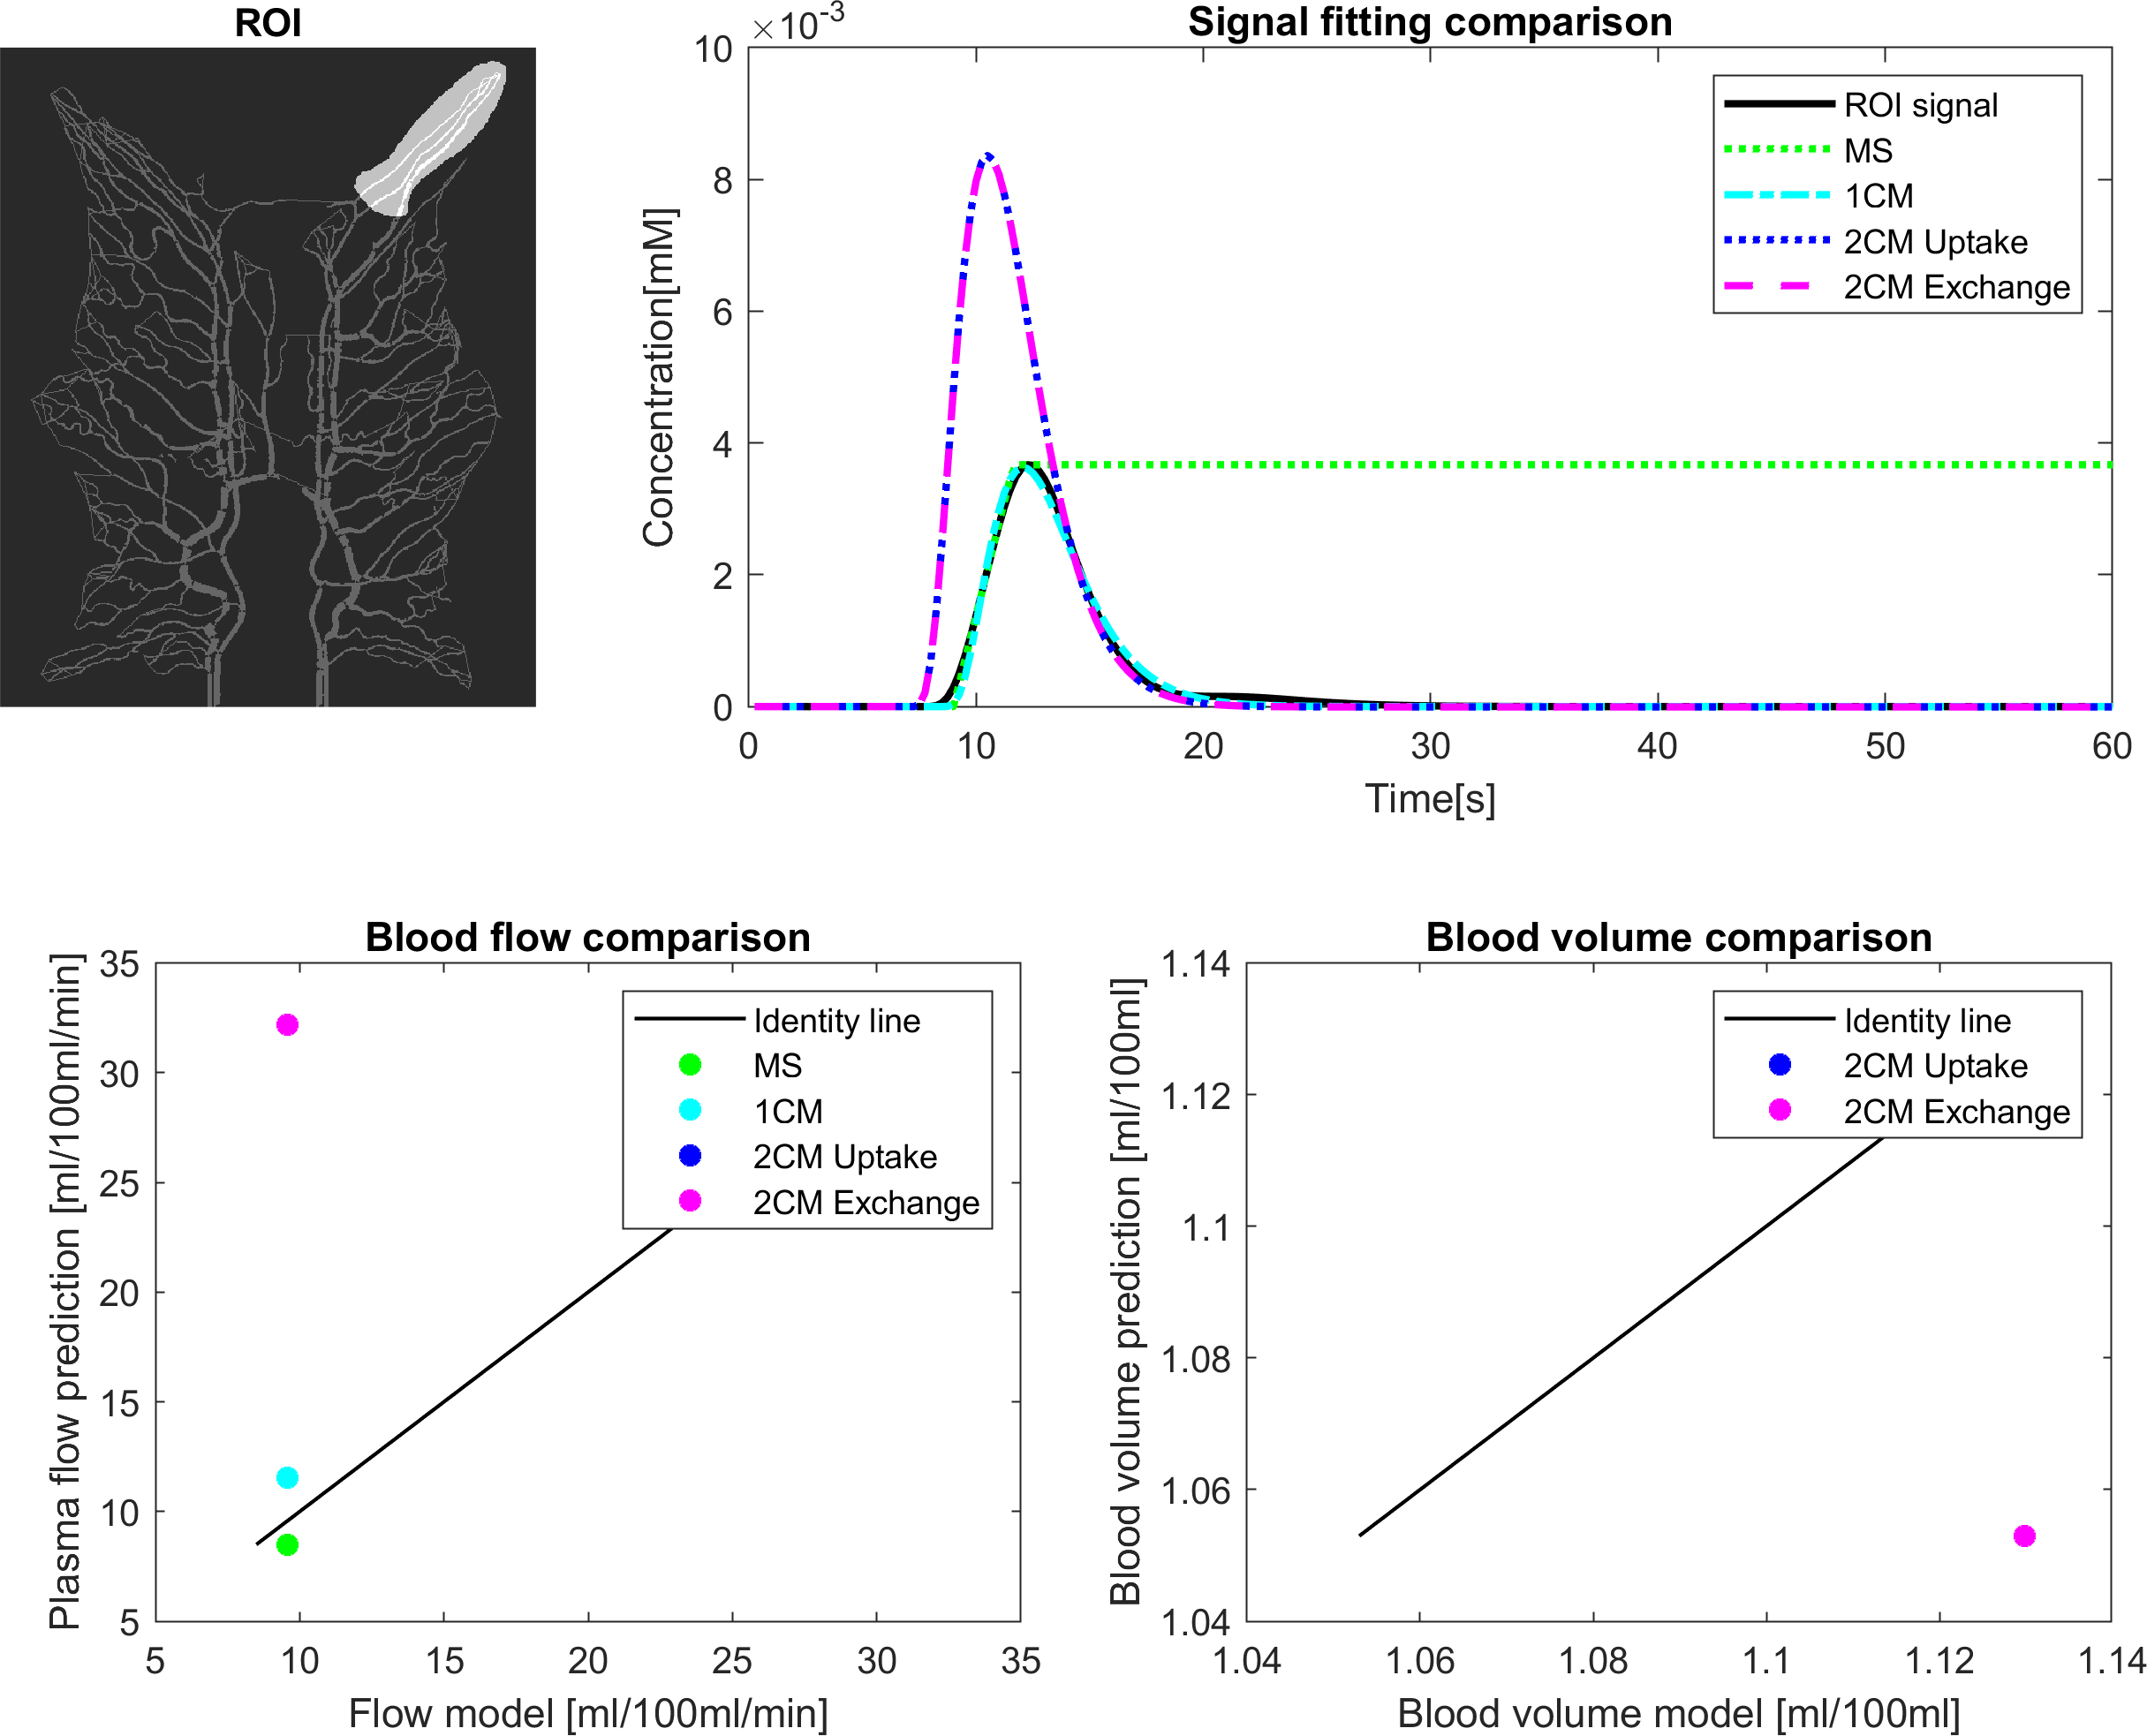 ROI
Signal fitting comparison
×10-3
10
8
6
4
2
0
Concentration[mM]
0 10 20 30 40 50 60
Time[s]
ROI signal
MS
1CM
2CM Uptake
2CM Exchange
Blood flow comparison
35
30
25
20
15
10
5
Plasma flow prediction [ml/100ml/min]
5 10 15 20 25 30 35
Flow model [ml/100ml/min]
Identity line
MS
1CM
2CM Uptake
2CM Exchange
Blood volume comparison
1.14
1.12
1.1
1.08
1.06
1.04
Blood volume prediction [ml/100ml]
1.04 1.06 1.08 1.1 1.12 1.14
Blood volume model [ml/100ml]
Identity line
2CM Uptake
2CM Exchange